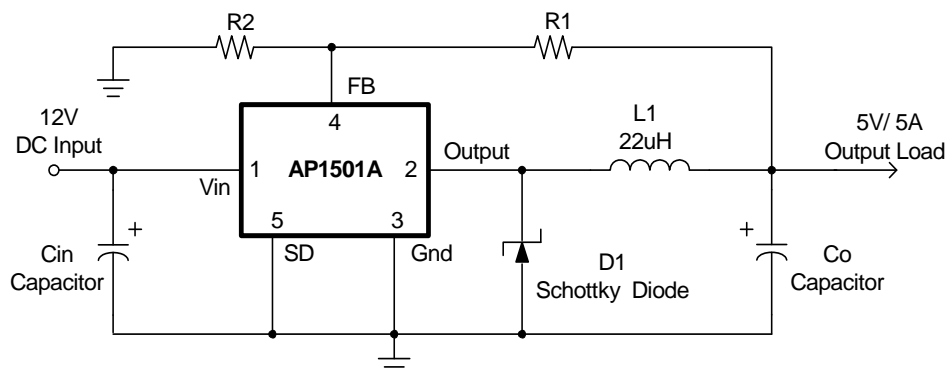 R2
R1
FB
12V
DC Input
4
L1
22uH
5V/ 5A
Output Load
Output
1
AP1501A
2
Vin
5
3
SD
Gnd
Cin
Capacitor
+
D1
Schottky Diode
+
Co
Capacitor